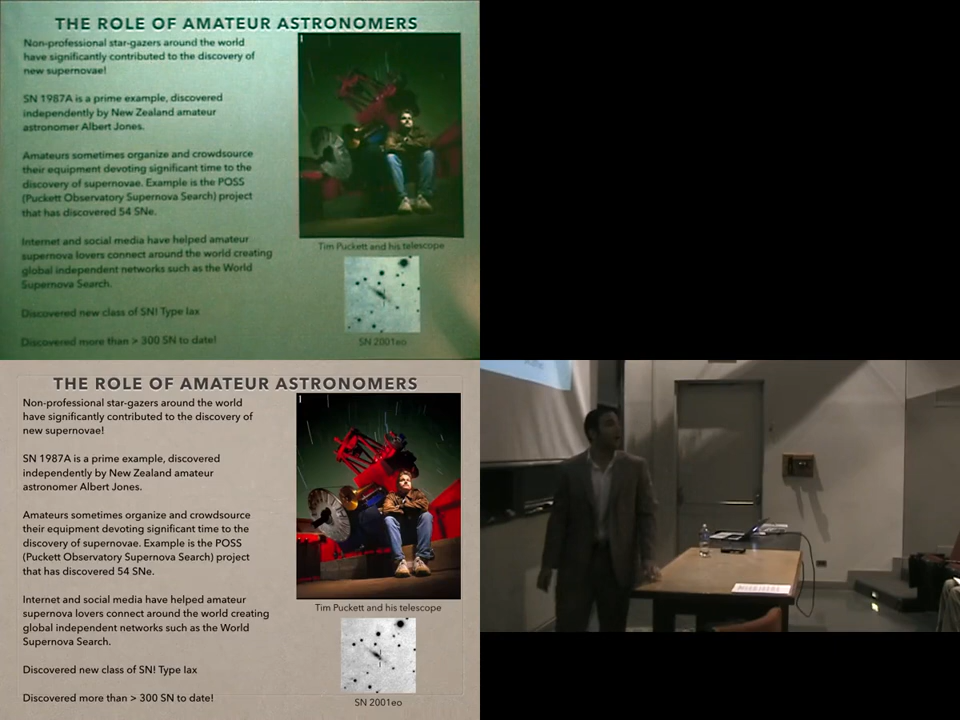 THE ROLE OF AMATEUR ASTRONOMERS
Non-professional star-gazers around the world
have significantly contributed to the discovery of
new supernovae!
SN 1987A is a prime example, discovered
independently by New Zealand amateur
astronomer Albert Jones.
Amateurs sometimes organize and crowdsource
their equipment devoting significant time to the
discovery of supernovae. Example is the POSS
(Puckett Observatory Supernova Search) project
that has discovered 54 SNe.
Internet and social media have helped amateur
supernova lovers connect around the world creating
global independent networks such as the World
Supernova Search.
Discovered new class of SN! Type Iax
Discovered more than > 300 SN to date!
Tim Puckett and his telescope
SN 2001eo
THE ROLE OF AMATEUR ASTRONOMERS
Non-professional star-gazers around the world
have significantly contributed to the discovery of
new supernovae!
SN 1987A is a prime example, discovered
independently by New Zealand amateur
astronomer Albert Jones.
Amateurs sometimes organize and crowdsource
their equipment devoting significant time to the
discovery of supernovae. Example is the POSS
(Puckett Observatory Supernova Search) project
that has discovered 54 SNe.
Internet and social media have helped amateur
supernova lovers connect around the world creating
global independent networks such as the World
Supernova Search.
Discovered new class of SN! Type Iax
Discovered more than > 300 SN to date!
Tim Puckett and his telescope
SN 2001eo